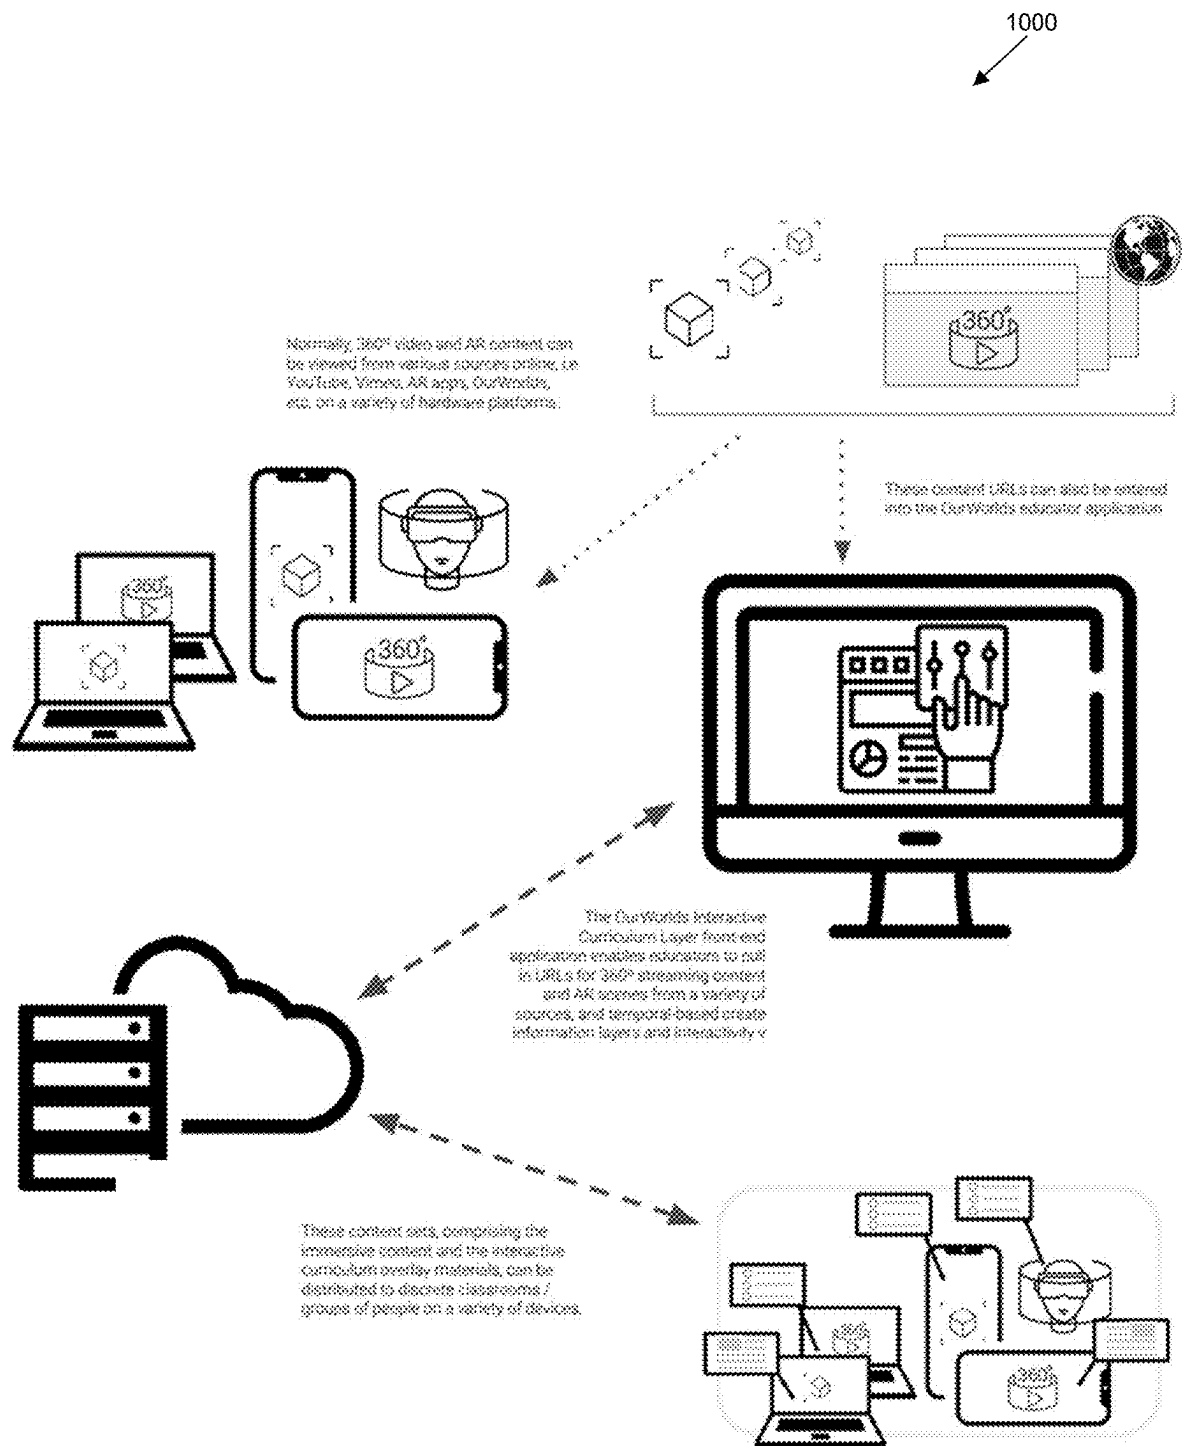 1000
360°
Normally, 360° video and AR content can
be viewed from various sources online, i.e
YouTube, Vimeo, AR apps, OurWorlds,
etc. on a variety of hardware platforms.
These content URLs can also be entered
into the OurWorlds educator application
360°
360°
The OurWorlds Interactive
Curriculum Layer front-end
application enables educators to pull
in URLs for 360° streaming content
and AR scenes from a variety of
sources, and temporal-based create
information layers and interactivity v
These content sets, comprising the
immersive content and the interactive
curriculum overlay materials, can be
distributed to discrete classrooms /
groups of people on a variety of devices.
360°
360°